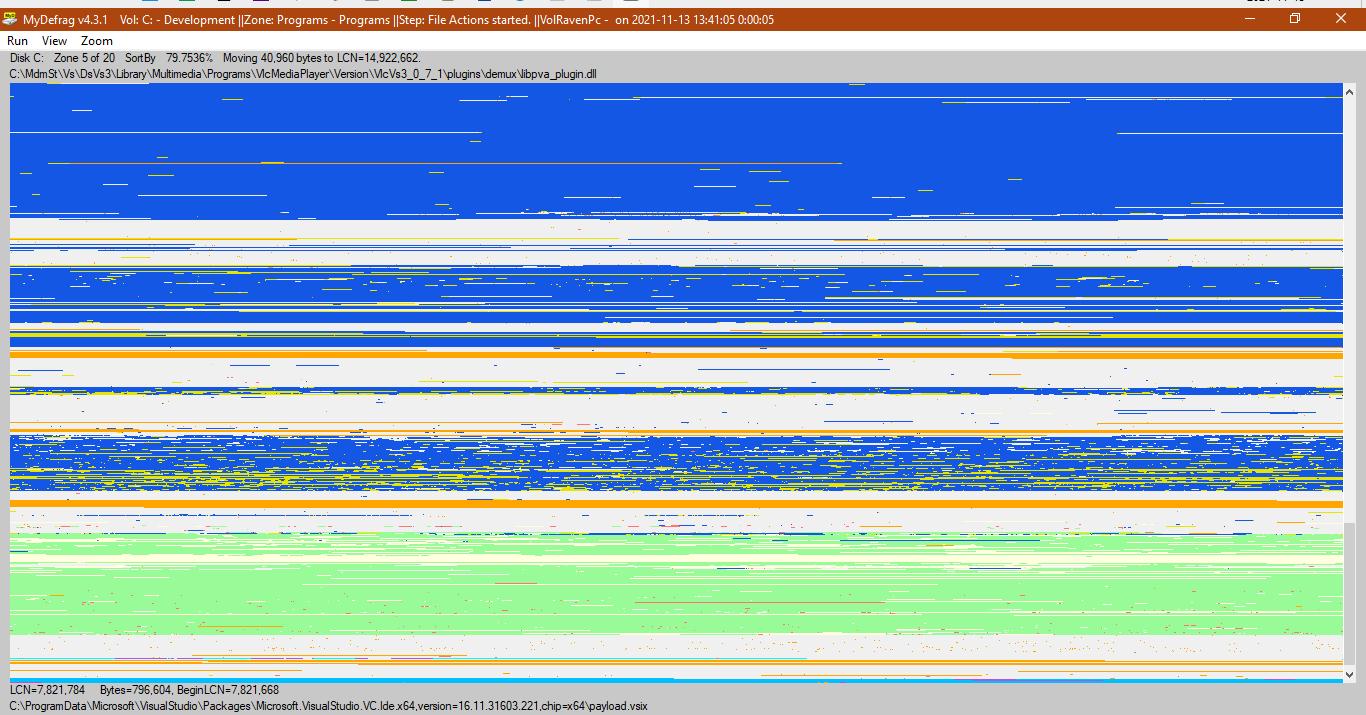 MyDefrag v4.3.1 Vol: C: - Development ||Zone: Programs - Programs ||Step: File Actions started. ||VolRavenPc - on 2021-11-13 13:41:05 0:00:05
Run View Zoom
Disk C: Zone 5 of 20 SortBy 79.7536% Moving 40,960 bytes to LCN=14,922,662.
C:\MdmSt\Vs\DsVs3\Library\Multimedia\Programs\VlcMediaPlayer\Version\VlcVs3_0_7_1\plugins\demux\libpva_plugin.dll
LCN=7,821,784 Bytes=796,604, BeginLCN=7,821,668
C:\ProgramData\Microsoft\VisualStudio\Packages\Microsoft.VisualStudio.VC.Ide.x64,version=16.11.31603.221,chip=x64\payload.vsix